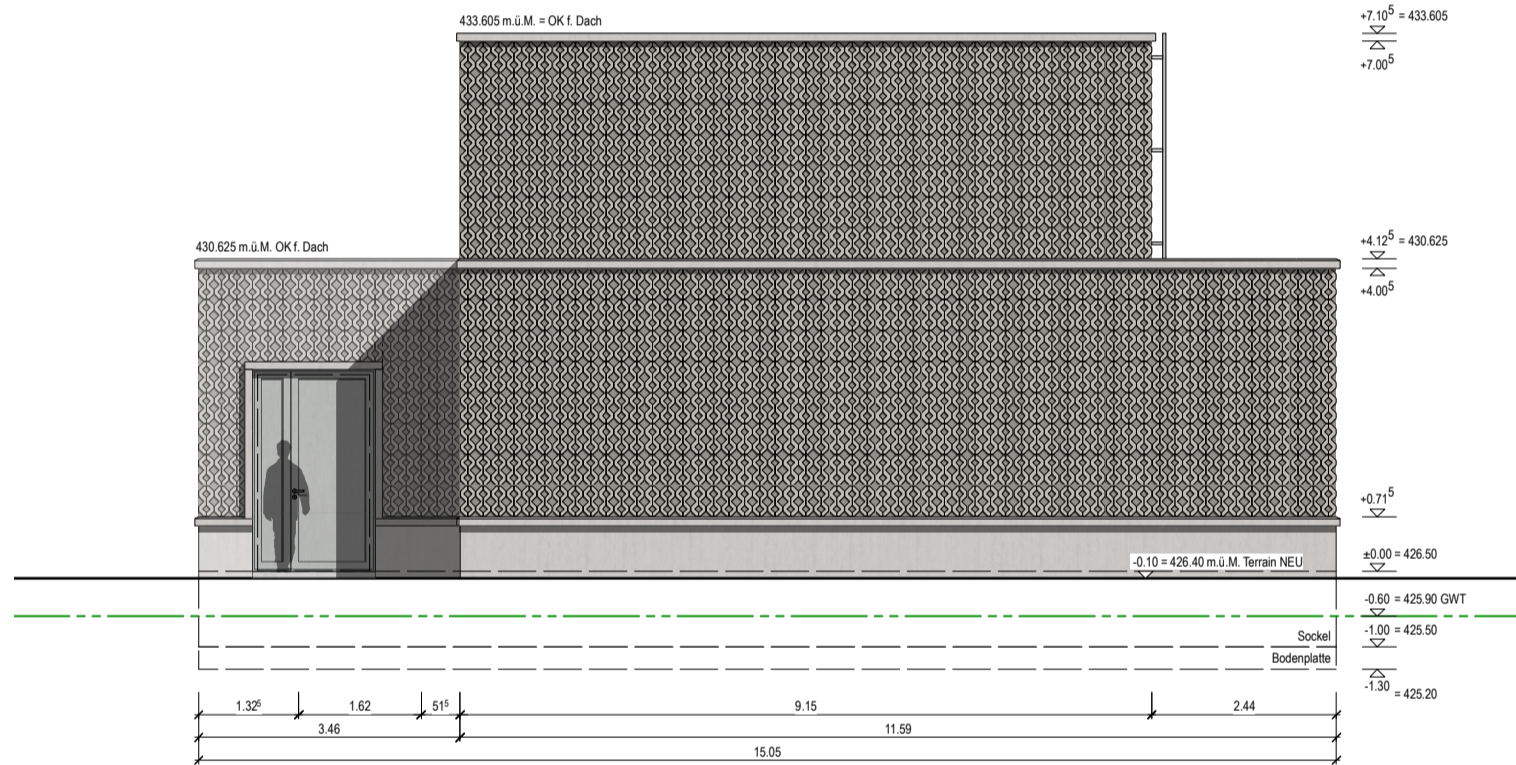 433.605 m.ü.M. = OK f. Dach
+7.10⁵ = 433.605
+7.00⁵
430.625 m.ü.M. OK f. Dach
+4.12⁵ = 430.625
+4.00⁵
+0.71⁵
±0.00 = 426.50
-0.10 = 426.40 m.ü.M. Terrain NEU
-0.60 = 425.90 GWT
-1.00 = 425.50
Sockel
Bodenplatte
-1.30
= 425.20
1.32⁵ 1.62 51⁵ 9.15 2.44
3.46 11.59
15.05